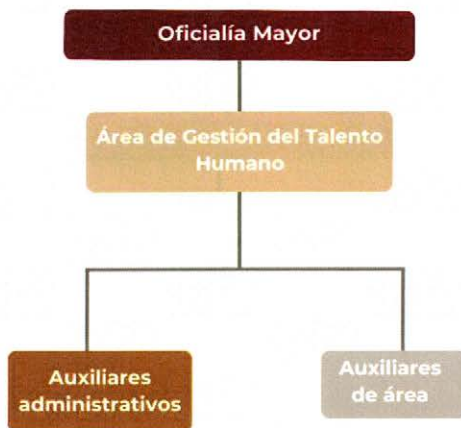 Oficialía Mayor
Área de Gestión del Talento
Humano
Auxiliares
administrativos
Auxiliares
de área